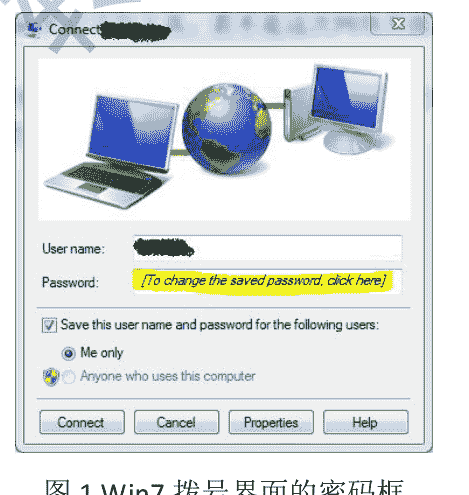 Connect
User name:
Password: [To change the saved password, click here]
Save this user name and password for the following users:
Me only
Anyone who uses this computer
Connect Cancel Properties Help
图 1 Win7 拨号界面的密码框